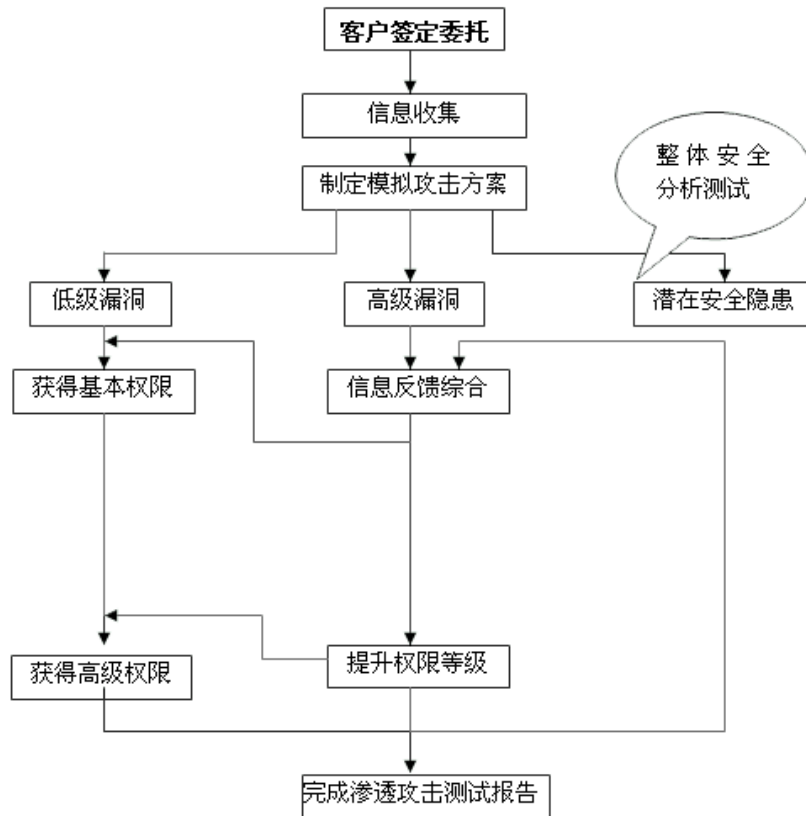 客户签定委托
信息收集
制定模拟攻击方案
整体安全
分析测试
低级漏洞
高级漏洞
潜在安全隐患
获得基本权限
信息反馈综合
获得高级权限
提升权限等级
完成渗透攻击测试报告